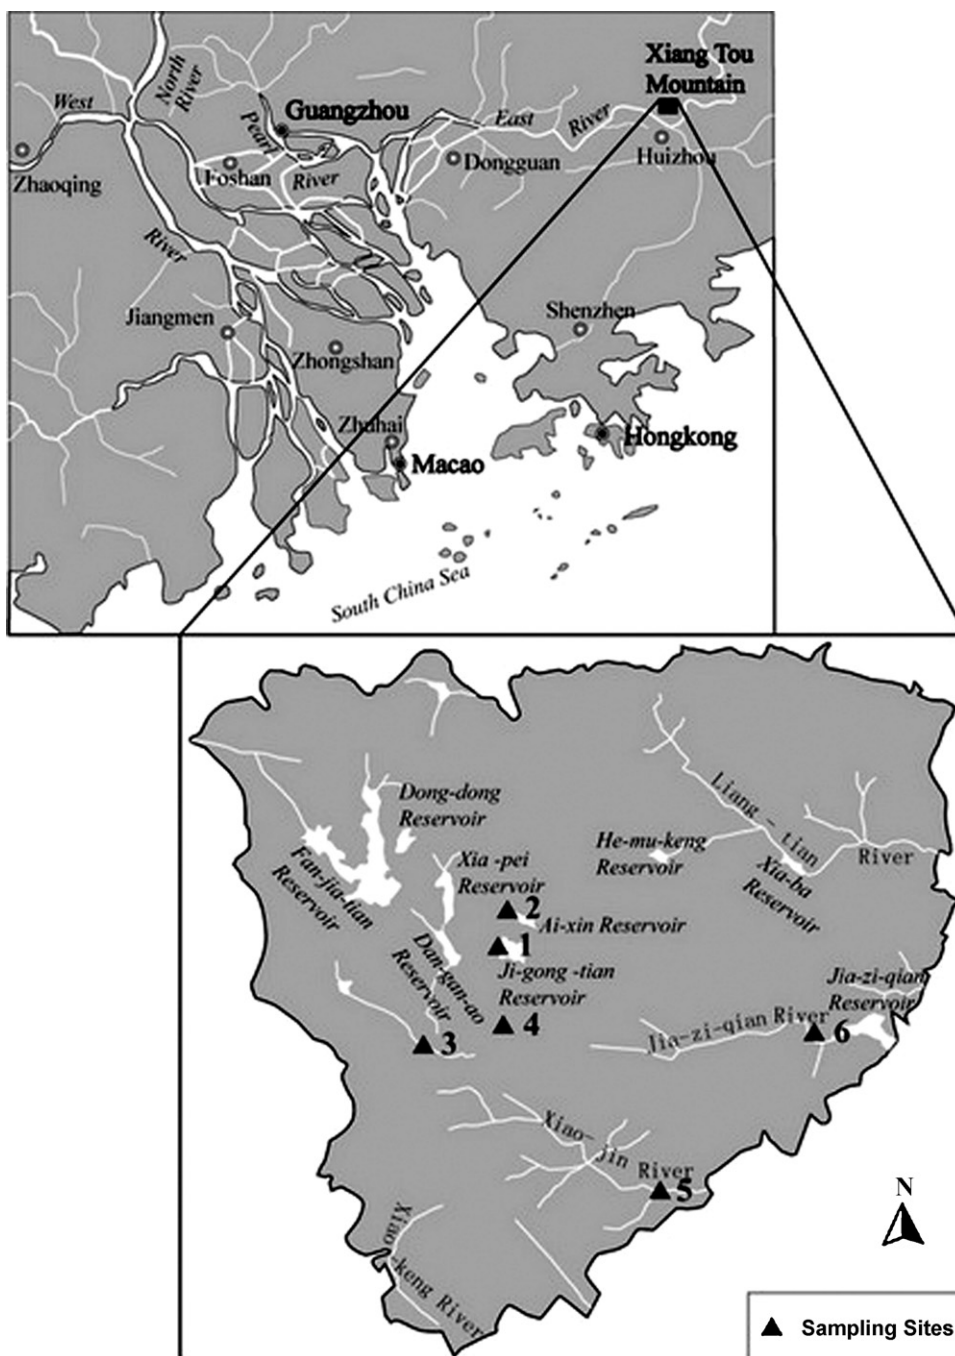 Xiang Tou
Mountain
North
River
West
Guangzhou
Pearl
River
East
River
Zhaoqing
Foshan
Dongguan
Huizhou
River
Jiangmen
Shenzhen
Zhongshan
Zhuhai
Macao
Hongkong
South China Sea
Dong-dong
Reservoir
Fan-jia-tian
Reservoir
Xia -pei
Reservoir
He-mu-keng
Reservoir
Liang - tian
River
Xia-ba
Reservoir
2
Ai-xin Reservoir
1
Ji-gong -tian
Reservoir
Dan-gan-ao
Reservoir
Jia-zi-qian
Reservoir
Jia-zi-qian River
3
4
6
Xiao-jin River
5
Xiao
-keng River
N
Sampling Sites